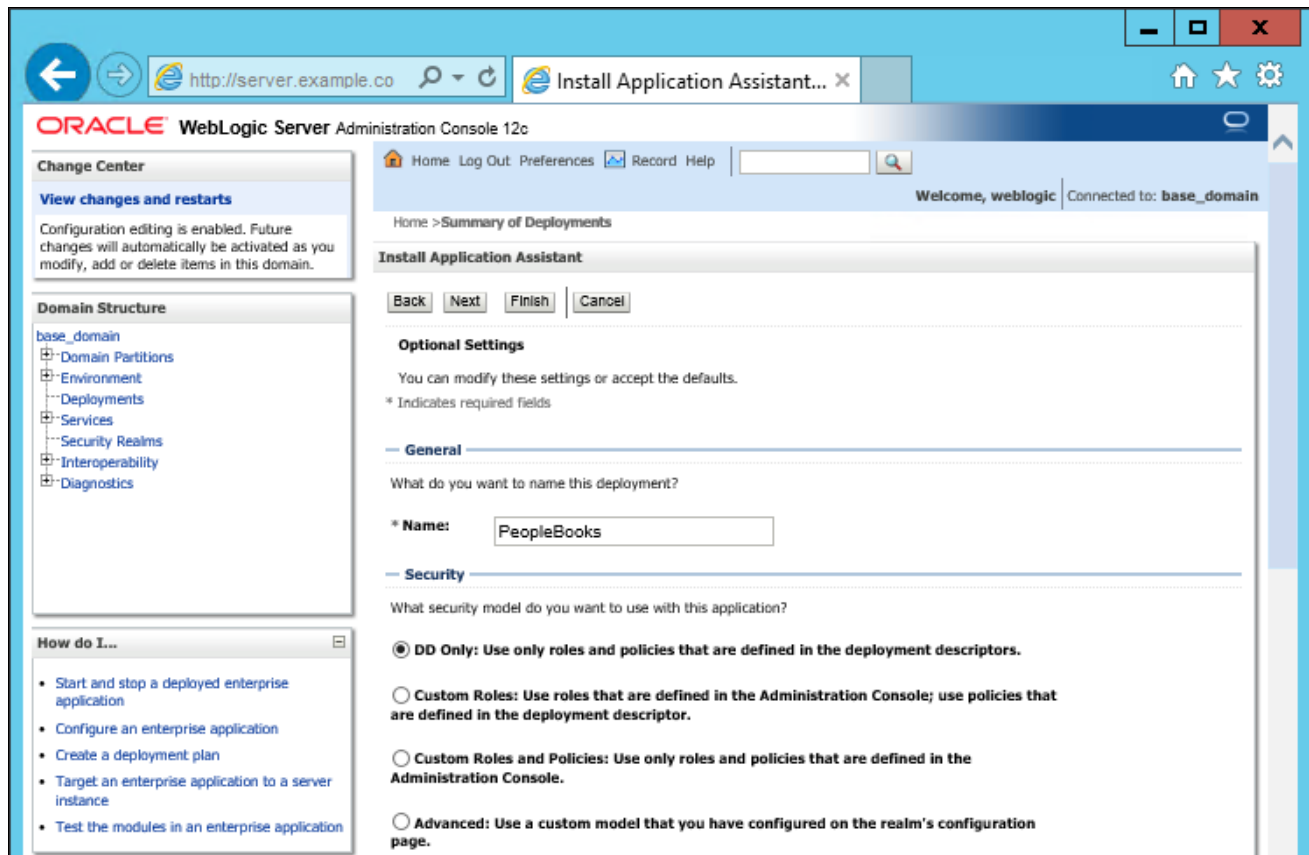 X
http://server.example.co
Install Application Assistant... ×
ORACLE WebLogic Server Administration Console 12c
Change Center
View changes and restarts
Configuration editing is enabled. Future
changes will automatically be activated as you
modify, add or delete items in this domain.
Domain Structure
base_domain
Domain Partitions
Environment
Deployments
Services
Security Realms
Interoperability
Diagnostics
How do I...
• Start and stop a deployed enterprise
application
• Configure an enterprise application
• Create a deployment plan
• Target an enterprise application to a server
instance
• Test the modules in an enterprise application
Home Log Out Preferences Record Help
Welcome, weblogic Connected to: base_domain
Home >Summary of Deployments
Install Application Assistant
Back Next Finish Cancel
Optional Settings
You can modify these settings or accept the defaults.
* Indicates required fields
General
What do you want to name this deployment?
* Name: PeopleBooks
Security
What security model do you want to use with this application?
DD Only: Use only roles and policies that are defined in the deployment descriptors.
Custom Roles: Use roles that are defined in the Administration Console; use policies that
are defined in the deployment descriptor.
Custom Roles and Policies: Use only roles and policies that are defined in the
Administration Console.
Advanced: Use a custom model that you have configured on the realm's configuration
page.